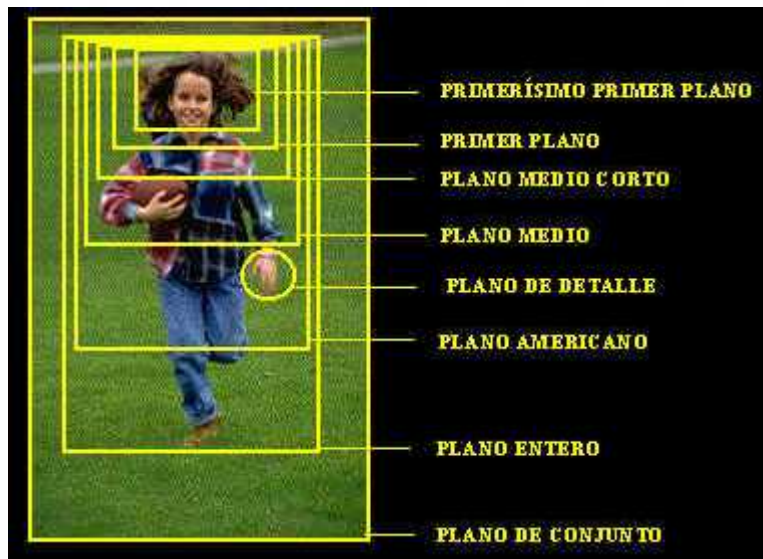 PRIMERÍSIMO PRIMER PLANO
PRIMER PLANO
PLANO MEDIO CORTO
PLANO MEDIO
PLANO DE DETALLE
PLANO AMERICANO
PLANO ENTERO
PLANO DE CONJUNTO